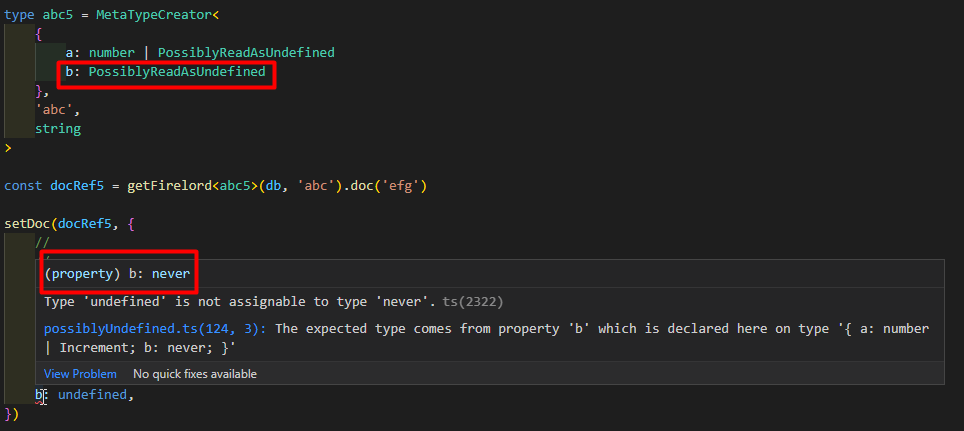 type abc5 = MetaTypeCreator<
{
a: number | PossiblyReadAsUndefined
b: PossiblyReadAsUndefined
},
'abc',
string
>
const docRef5 = getFirelord<abc5>(db, 'abc').doc('efg')
setDoc(docRef5, {
//
(property) b: never
Type 'undefined' is not assignable to type 'never'. ts(2322)
possiblyUndefined.ts(124, 3): The expected type comes from property 'b' which is declared here on type '{ a: number
| Increment; b: never; }'
View Problem No quick fixes available
b: undefined,
})